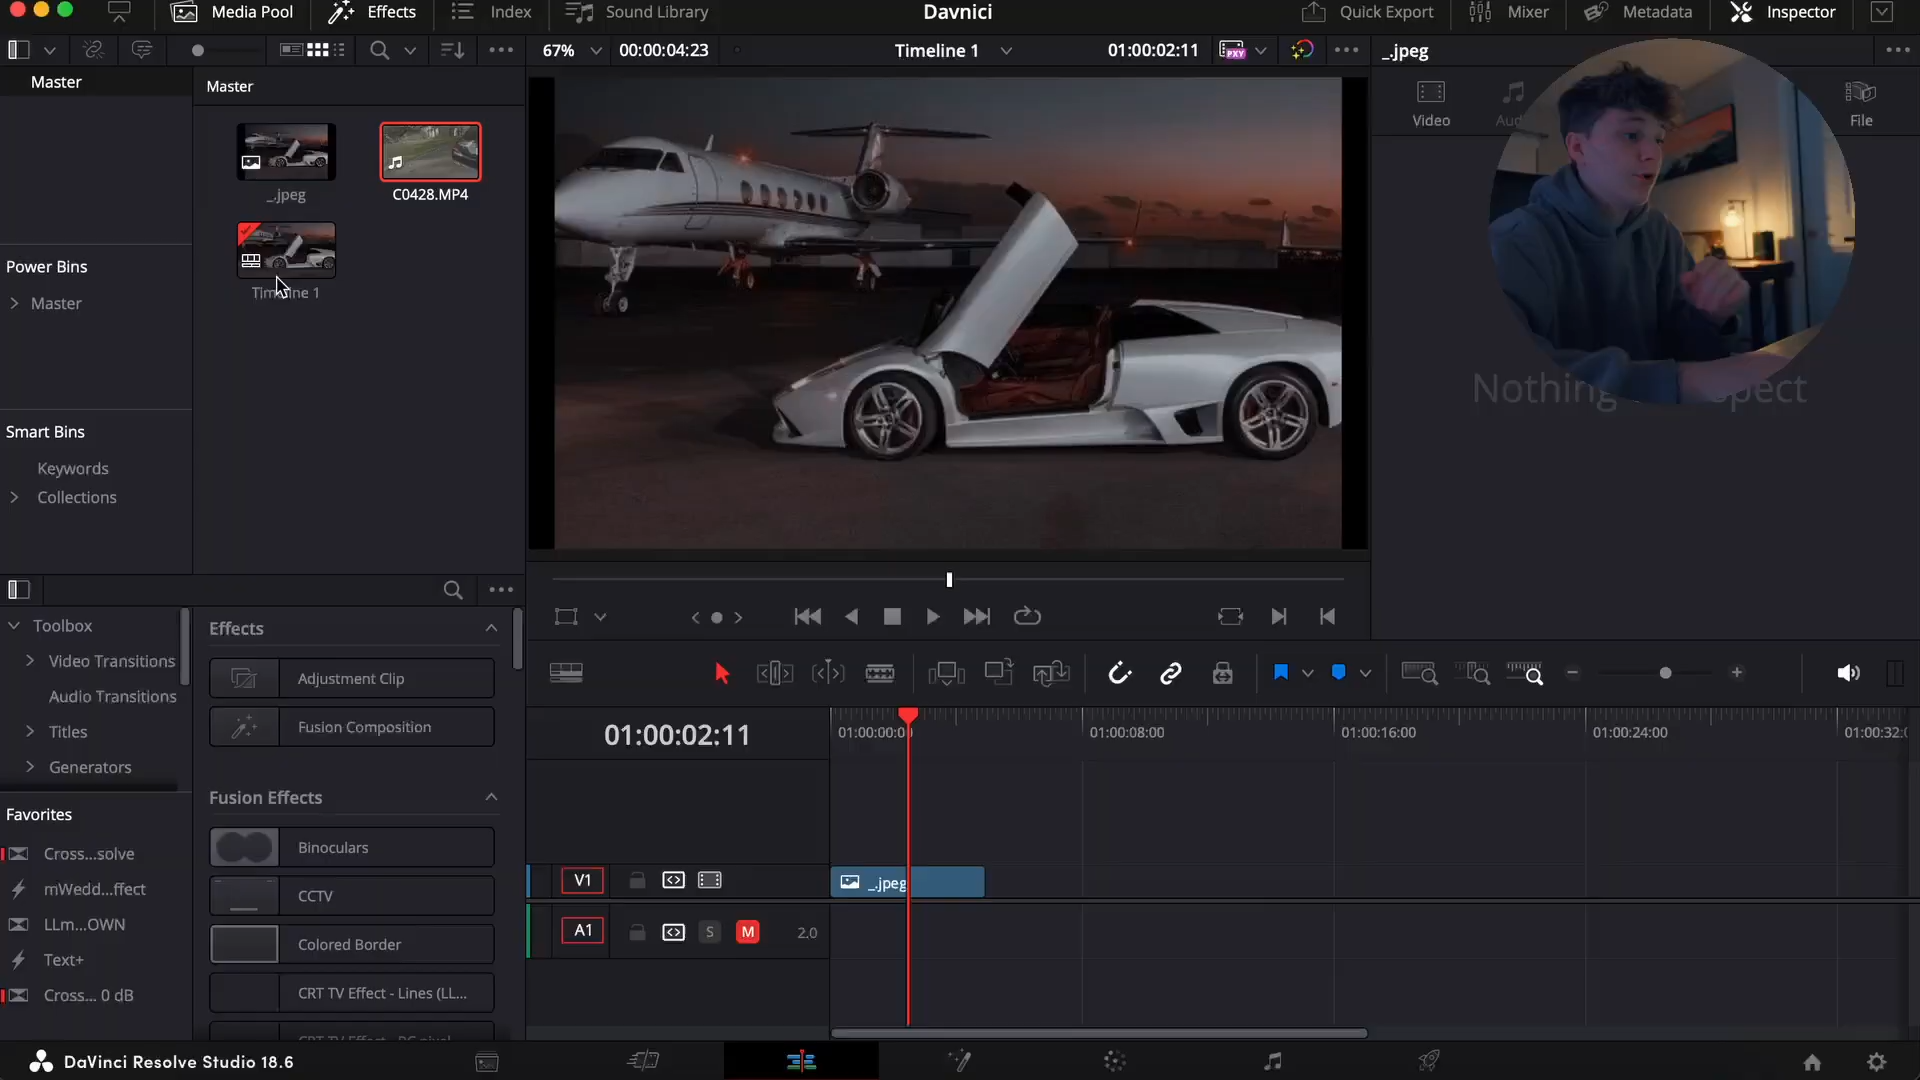 Media Pool
Effects
Index
Sound Library
Davnici
Quick Export
Mixer
Metadata
Inspector
67%
00:00:04:23
Timeline 1
01:00:02:11
PXY
_.jpeg
Master
Master
Video
File
_.jpeg
C0428.MP4
Timeline 1
Power Bins
Master
Nothing
Smart Bins
Keywords
Collections
Toolbox
Video Transitions
Audio Transitions
Titles
Generators
Effects
Adjustment Clip
Fusion Composition
Fusion Effects
Binoculars
CCTV
Colored Border
CRT TV Effect - Lines (LL...
Favorites
Cross...solve
mWedd...ffect
LLm...OWN
Text+
Cross... 0 dB
01:00:02:11
01:00:00:0
01:00:08:00
01:00:16:00
01:00:24:00
01:00:32:
V1
_.jpeg
A1
S
M
2.0
DaVinci Resolve Studio 18.6